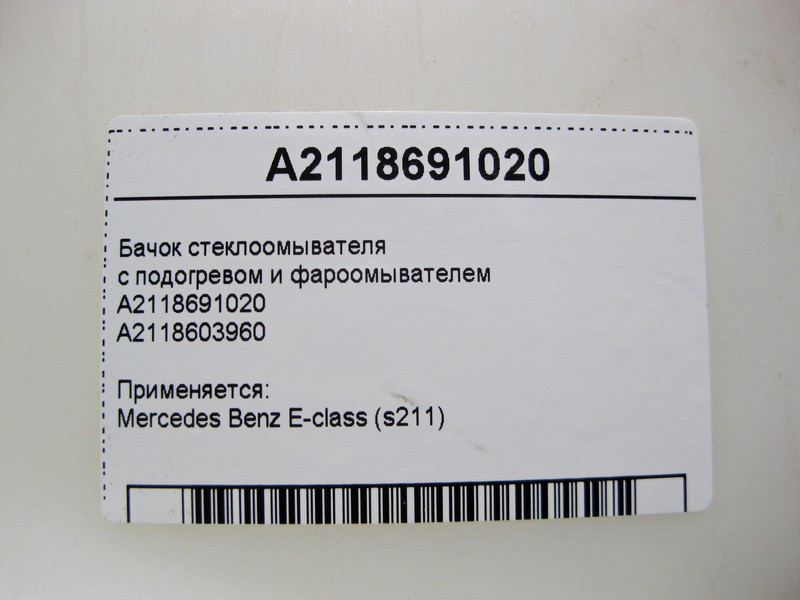 A2118691020
Бачок стеклоомывателя
с подогревом и фароомывателем
A2118691020
A2118603960
Применяется:
Mercedes Benz E-class (s211)